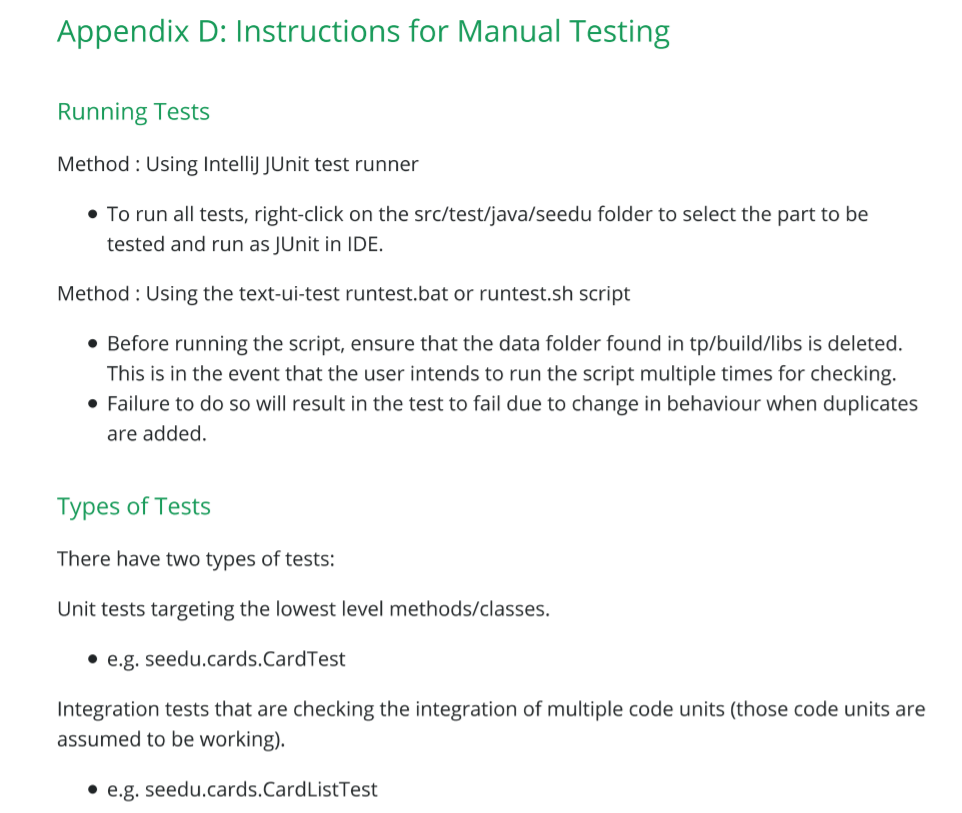 Appendix D: Instructions for Manual Testing
Running Tests
Method : Using IntelliJ JUnit test runner
• To run all tests, right-click on the src/test/java/seedu folder to select the part to be
tested and run as JUnit in IDE.
Method : Using the text-ui-test runtest.bat or runtest.sh script
• Before running the script, ensure that the data folder found in tp/build/libs is deleted.
This is in the event that the user intends to run the script multiple times for checking.
• Failure to do so will result in the test to fail due to change in behaviour when duplicates
are added.
Types of Tests
There have two types of tests:
Unit tests targeting the lowest level methods/classes.
• e.g. seedu.cards.CardTest
Integration tests that are checking the integration of multiple code units (those code units are
assumed to be working).
• e.g. seedu.cards.CardListTest